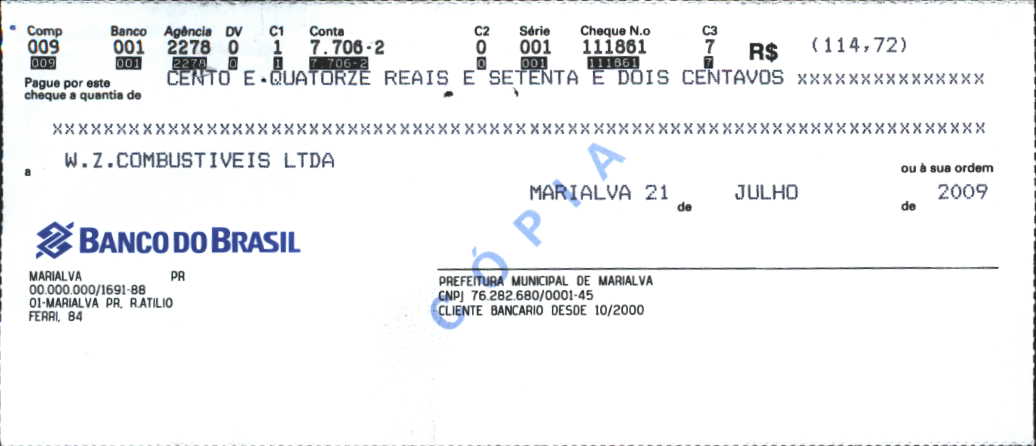 Comp Banco Agência DV C1 Conta C2 Série Cheque N.o C3
009 001 2278 0 1 7.706-2 0 001 111861 7 R$ (114,72)
009 001 2278 0 1 7.706-2 0 001 111861 7
Pague por este cheque a quantia de CENTO E QUATORZE REAIS E SETENTA E DOIS CENTAVOS xxxxxxxxxxxxxxx
XXXXXXXXXXXXXXXXXXXXXXXXXXXXXXXXXXXXXXXXXXXXXXXXXXXXXXXXXXXXXXXXXXXXXXXXXXXXXXXXXXXXXXX
a W.Z.COMBUSTIVEIS LTDA ou à sua ordem
MARIALVA 21 de JULHO de 2009
CÓPIA
BANCO DO BRASIL
MARIALVA PR
00.000.000/1691-88
01-MARIALVA PR, R.ATILIO
FERRI, 84
PREFEITURA MUNICIPAL DE MARIALVA
CNPJ 76.282.680/0001-45
CLIENTE BANCARIO DESDE 10/2000